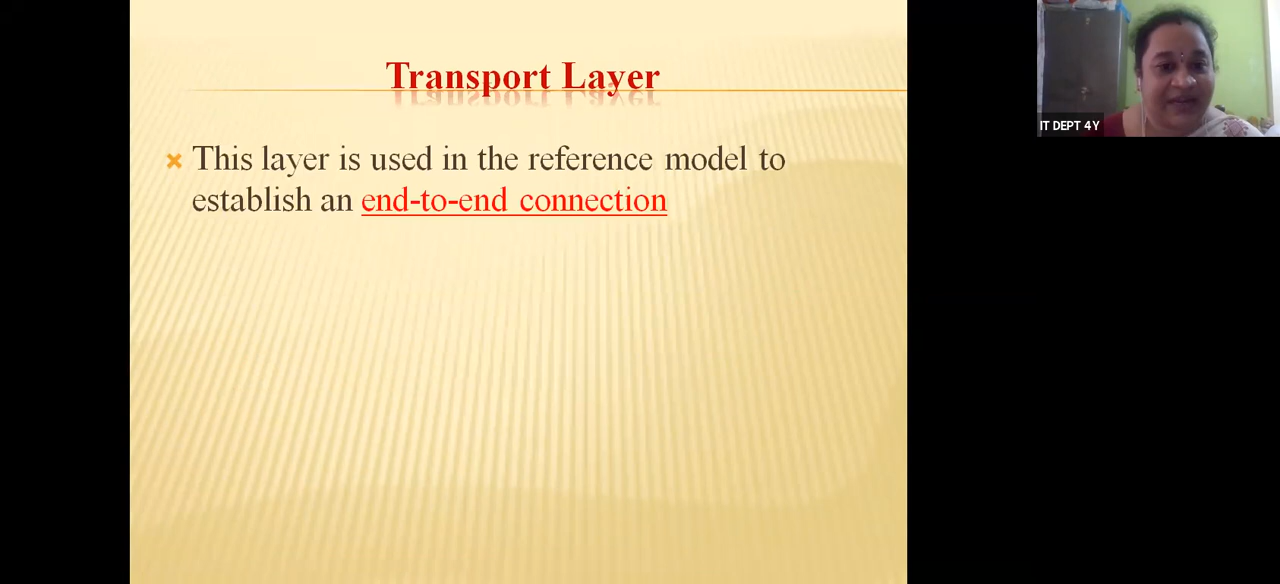 Transport Layer
This layer is used in the reference model to
establish an end-to-end connection
IT DEPT 4Y